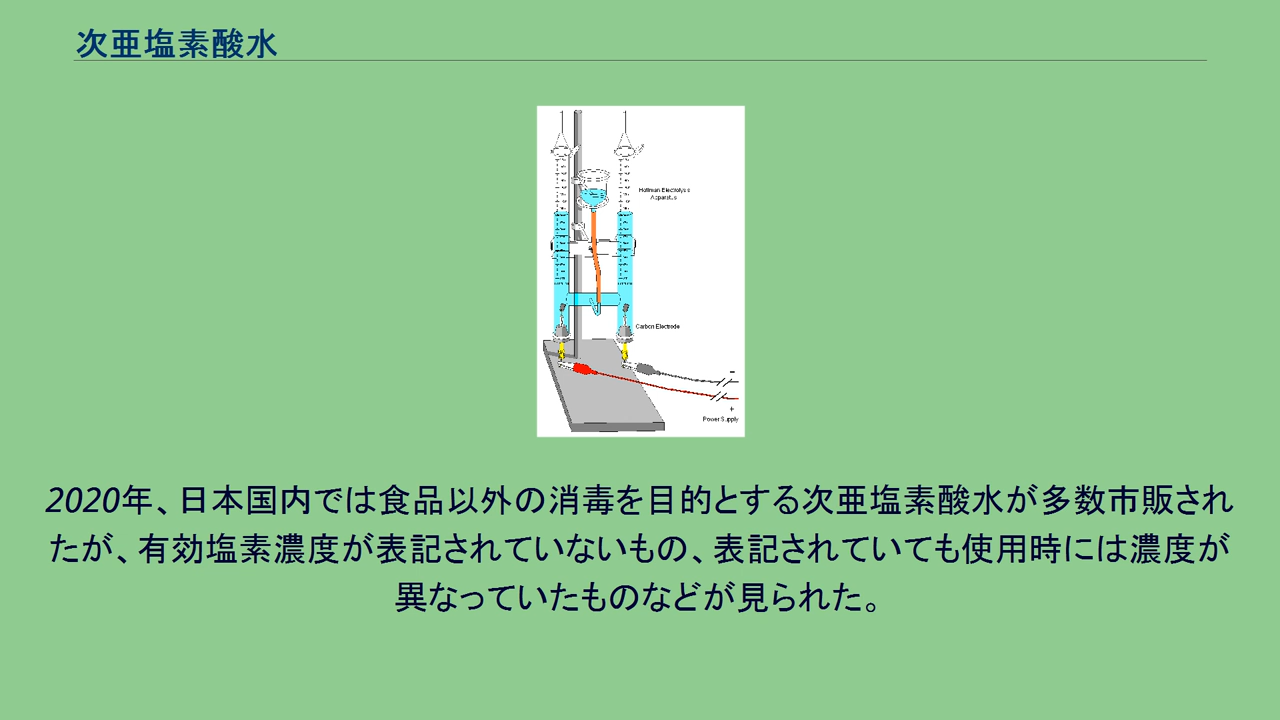 次亜塩素酸水
Hoffman Electrolysis
Apparatus
Carbon Electrode
−
+
Power Supply
2020年、日本国内では食品以外の消毒を目的とする次亜塩素酸水が多数市販され
たが、有効塩素濃度が表記されていないもの、表記されていても使用時には濃度が
異なっていたものなどが見られた。